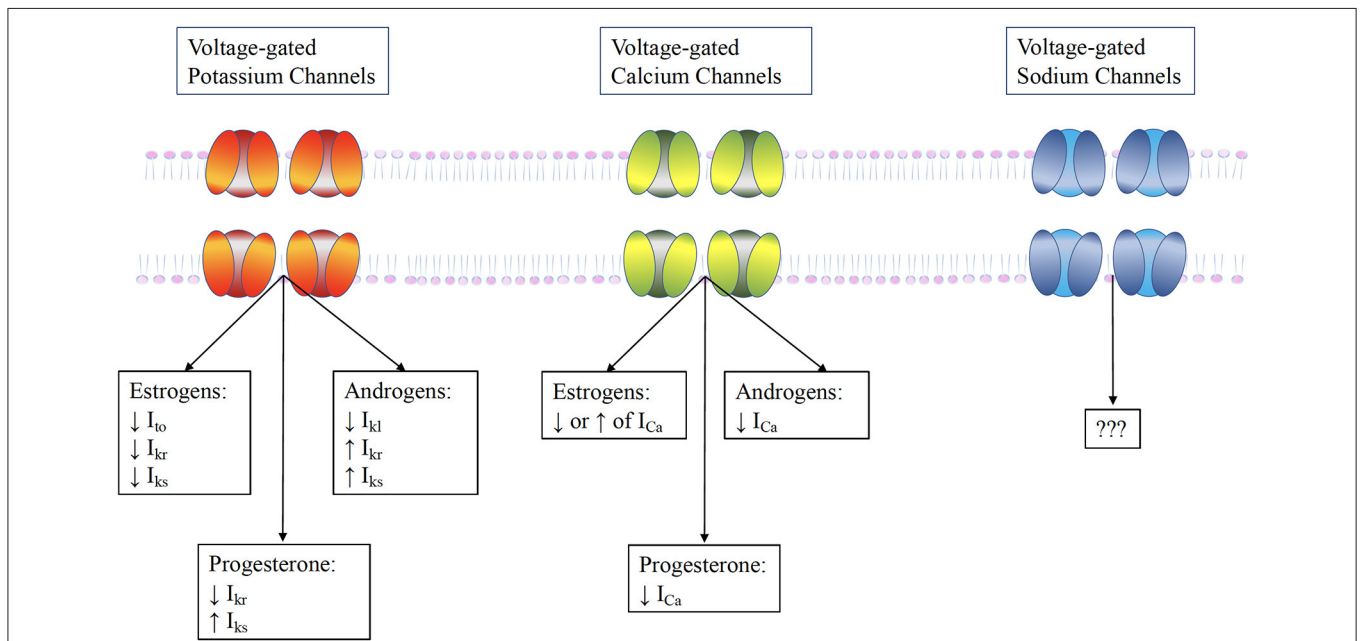 Voltage-gated
Potassium Channels
Voltage-gated
Calcium Channels
Voltage-gated
Sodium Channels
Estrogens:
↓ Ito
↓ Ikr
↓ Iks
Androgens:
↓ Ikl
↑ Ikr
↑ Iks
Progesterone:
↓ Ikr
↑ Iks
Estrogens:
↓ or ↑ of ICa
Androgens:
↓ ICa
Progesterone:
↓ ICa
???